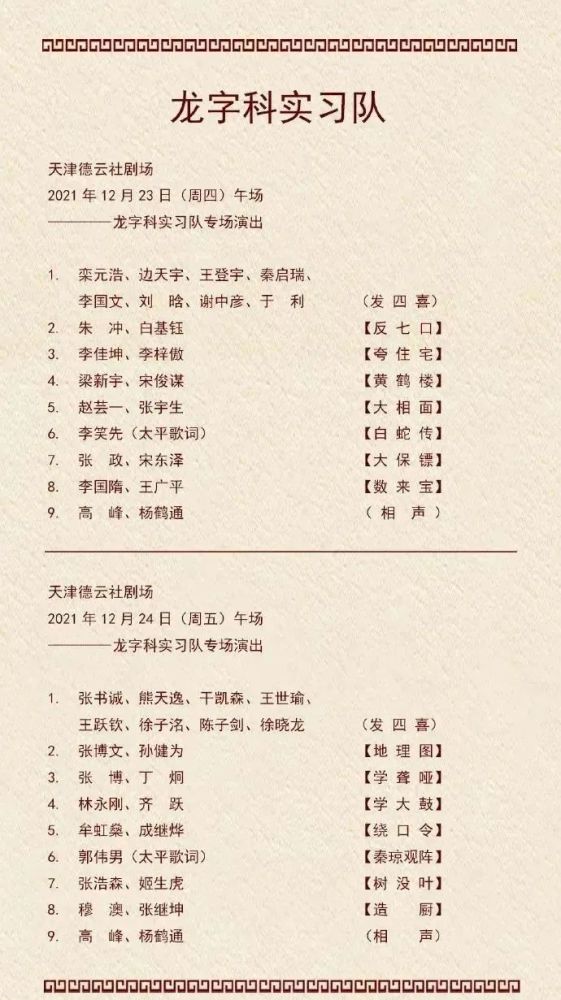 龙字科实习队
天津德云社剧场
2021 年 12 月 23 日（周四）午场
————龙字科实习队专场演出
1. 栾元浩、边天宇、王登宇、秦启瑞、
李国文、刘　晗、谢中彦、于　利 （发 四 喜）
2. 朱　冲、白基钰 【反 七 口】
3. 李佳坤、李梓傲 【夸 住 宅】
4. 梁新宇、宋俊谋 【黄 鹤 楼】
5. 赵芸一、张宇生 【大 相 面】
6. 李笑先（太平歌词） 【白 蛇 传】
7. 张　政、宋东泽 【大 保 镖】
8. 李国隋、王广平 【数 来 宝】
9. 高　峰、杨鹤通 （ 相　声 ）
天津德云社剧场
2021 年 12 月 24 日（周五）午场
————龙字科实习队专场演出
1. 张书诚、熊天逸、干凯森、王世瑜、
王跃钦、徐子洺、陈子剑、徐晓龙 （发 四 喜）
2. 张博文、孙健为 【地 理 图】
3. 张　博、丁　炯 【学 聋 哑】
4. 林永刚、齐　跃 【学 大 鼓】
5. 牟虹燊、成继烨 【绕 口 令】
6. 郭伟男（太平歌词） 【秦琼观阵】
7. 张浩森、姬生虎 【树 没 叶】
8. 穆　澳、张继坤 【造　　厨】
9. 高　峰、杨鹤通 （相　　声）